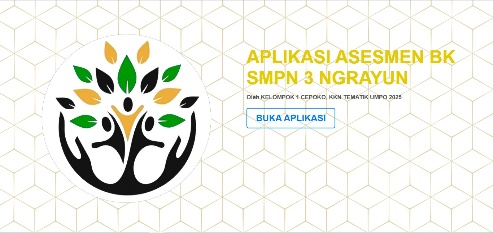 APLIKASI ASESMEN BK
SMPN 3 NGRAYUN
Oleh KELOMPOK 1 CEPOKO, KKN TEMATIK UMPO 2025
BUKA APLIKASI